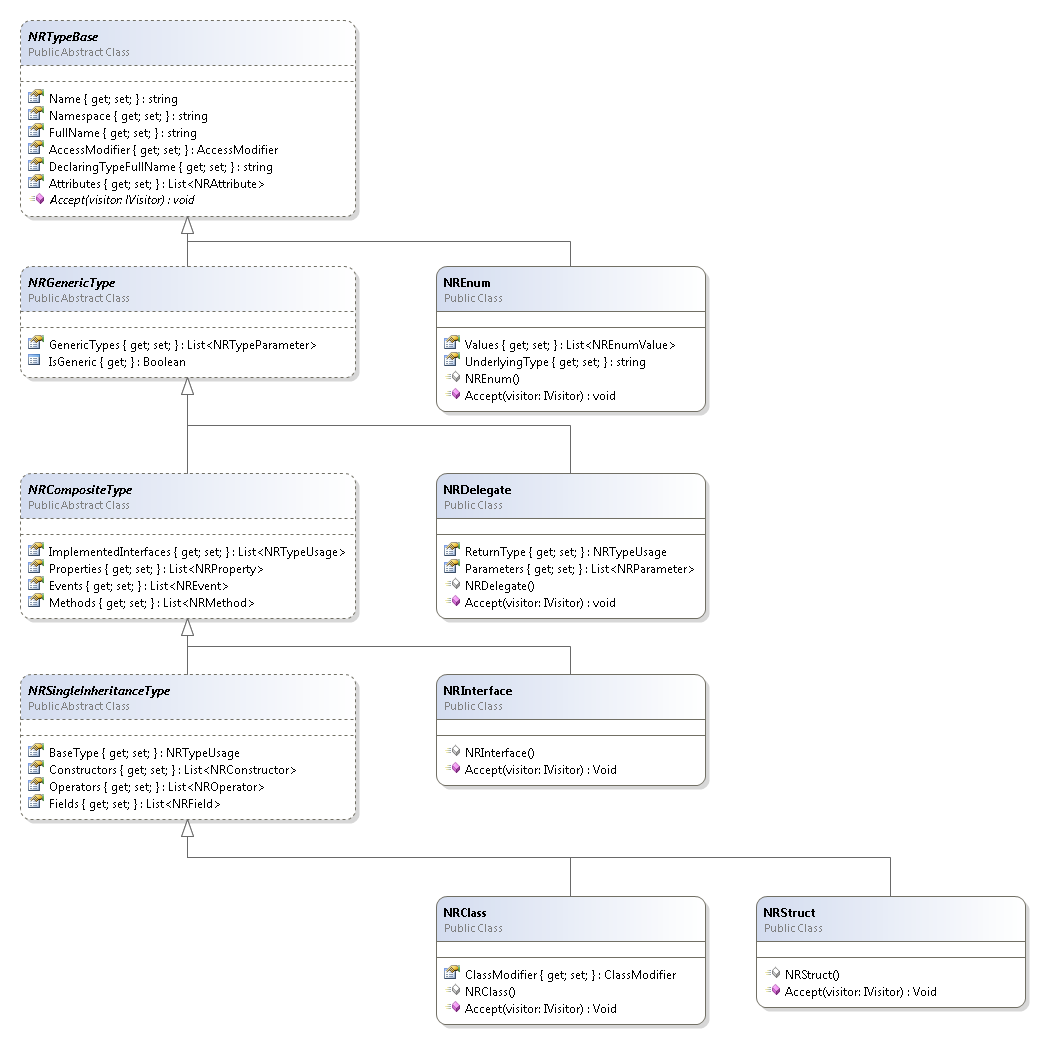 NRTypeBase
Public Abstract Class
Name { get; set; } : string
Namespace { get; set; } : string
FullName { get; set; } : string
AccessModifier { get; set; } : AccessModifier
DeclaringTypeFullName { get; set; } : string
Attributes { get; set; } : List<NRAttribute>
Accept(visitor: IVisitor) : void
NRGenericType
Public Abstract Class
GenericTypes { get; set; } : List<NRTypeParameter>
IsGeneric { get; } : Boolean
NREnum
Public Class
Values { get; set; } : List<NREnumValue>
UnderlyingType { get; set; } : string
NREnum()
Accept(visitor: IVisitor) : void
NRCompositeType
Public Abstract Class
ImplementedInterfaces { get; set; } : List<NRTypeUsage>
Properties { get; set; } : List<NRProperty>
Events { get; set; } : List<NREvent>
Methods { get; set; } : List<NRMethod>
NRDelegate
Public Class
ReturnType { get; set; } : NRTypeUsage
Parameters { get; set; } : List<NRParameter>
NRDelegate()
Accept(visitor: IVisitor) : void
NRSingleInheritanceType
Public Abstract Class
BaseType { get; set; } : NRTypeUsage
Constructors { get; set; } : List<NRConstructor>
Operators { get; set; } : List<NROperator>
Fields { get; set; } : List<NRField>
NRInterface
Public Class
NRInterface()
Accept(visitor: IVisitor) : Void
NRClass
Public Class
ClassModifier { get; set; } : ClassModifier
NRClass()
Accept(visitor: IVisitor) : Void
NRStruct
Public Class
NRStruct()
Accept(visitor: IVisitor) : Void